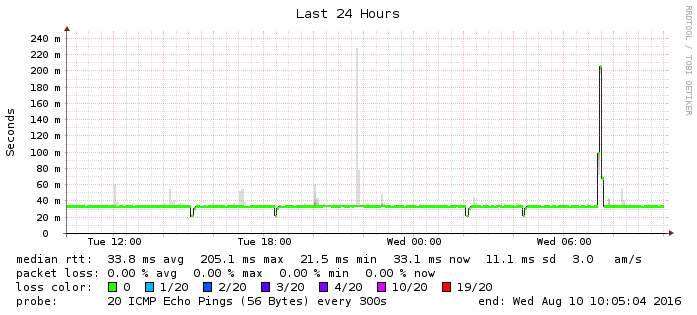 Last 24 Hours
RRDTOOL / TOBI OETIKER
Seconds
240 m
220 m
200 m
180 m
160 m
140 m
120 m
100 m
80 m
60 m
40 m
20 m
0
Tue 12:00 Tue 18:00 Wed 00:00 Wed 06:00
median rtt: 33.8 ms avg 205.1 ms max 21.5 ms min 33.1 ms now 11.1 ms sd 3.0 am/s
packet loss: 0.00 % avg 0.00 % max 0.00 % min 0.00 % now
loss color: 0 1/20 2/20 3/20 4/20 10/20 19/20
probe: 20 ICMP Echo Pings (56 Bytes) every 300s end: Wed Aug 10 10:05:04 2016